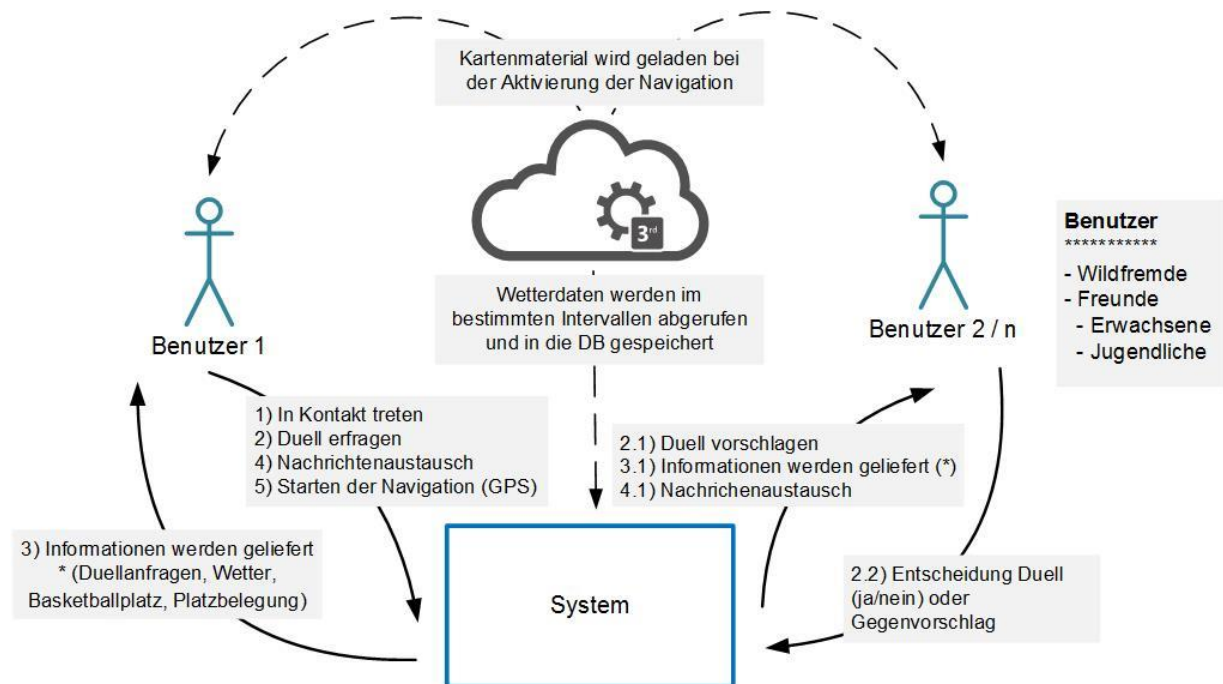 Kartenmaterial wird geladen bei
der Aktivierung der Navigation
3rd
Wetterdaten werden im
bestimmten Intervallen abgerufen
und in die DB gespeichert
Benutzer 1
Benutzer 2 / n
Benutzer
***********
- Wildfremde
- Freunde
- Erwachsene
- Jugendliche
1) In Kontakt treten
2) Duell erfragen
4) Nachrichtenaustausch
5) Starten der Navigation (GPS)
2.1) Duell vorschlagen
3.1) Informationen werden geliefert (*)
4.1) Nachrichenaustausch
3) Informationen werden geliefert
* (Duellanfragen, Wetter,
Basketballplatz, Platzbelegung)
System
2.2) Entscheidung Duell
(ja/nein) oder
Gegenvorschlag